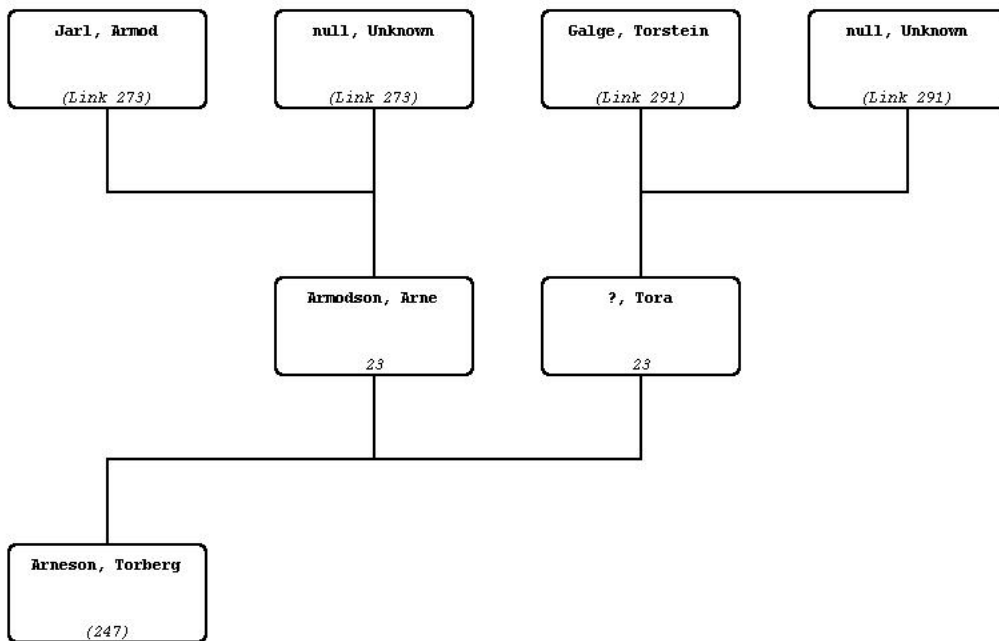 Jarl, Armod
(Link 273)
null, Unknown
(Link 273)
Galge, Torstein
(Link 291)
null, Unknown
(Link 291)
Armodson, Arne
23
?, Tora
23
Arneson, Torberg
(247)